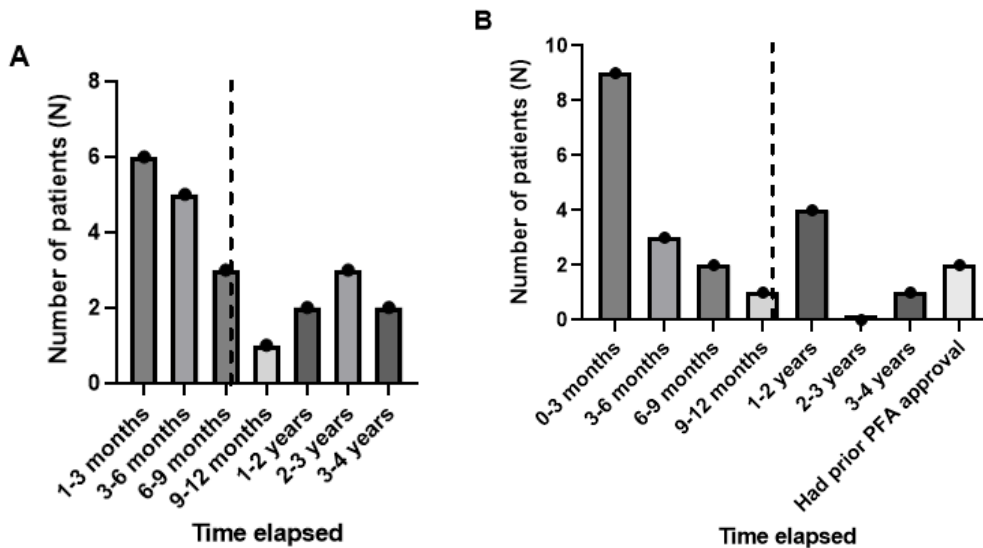 A
Number of patients (N)
8
6
4
2
0
1-3 months
3-6 months
6-9 months
9-12 months
1-2 years
2-3 years
3-4 years
Time elapsed
B
Number of patients (N)
10
8
6
4
2
0
0-3 months
3-6 months
6-9 months
9-12 months
1-2 years
2-3 years
3-4 years
Had prior PFA approval
Time elapsed